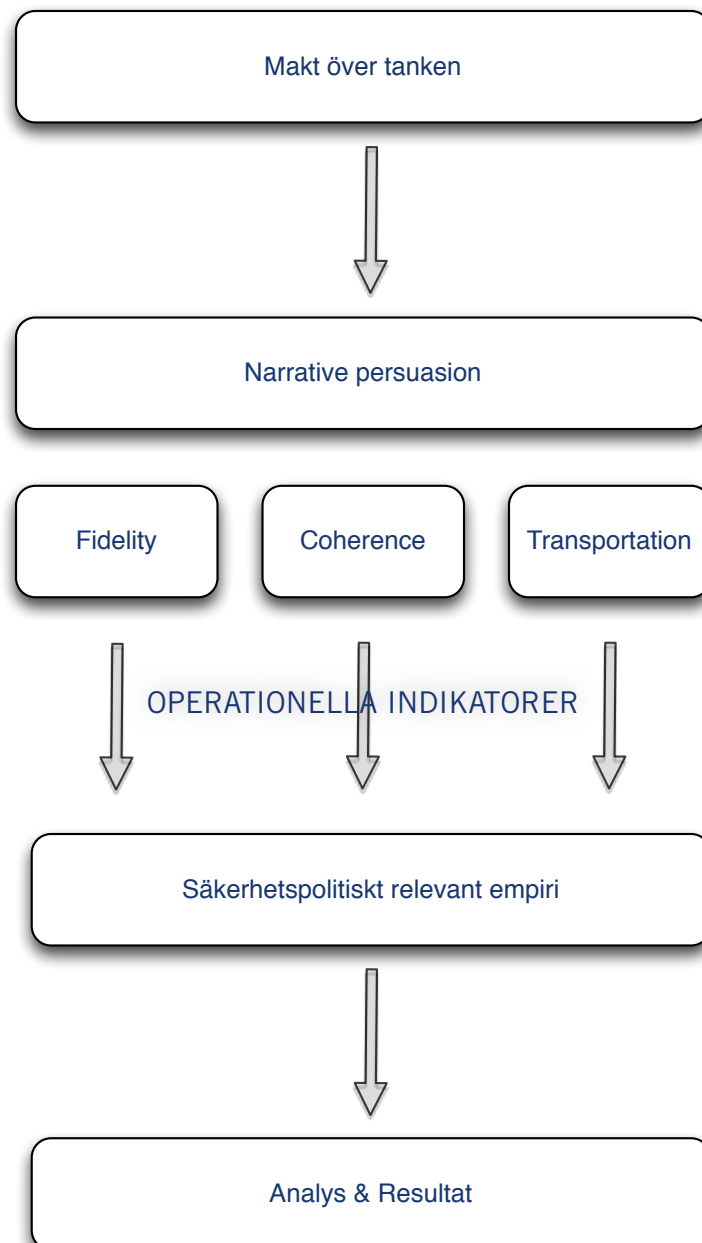 Makt över tanken
Narrative persuasion
Fidelity
Coherence
Transportation
OPERATIONELLA INDIKATORER
Säkerhetspolitiskt relevant empiri
Analys & Resultat